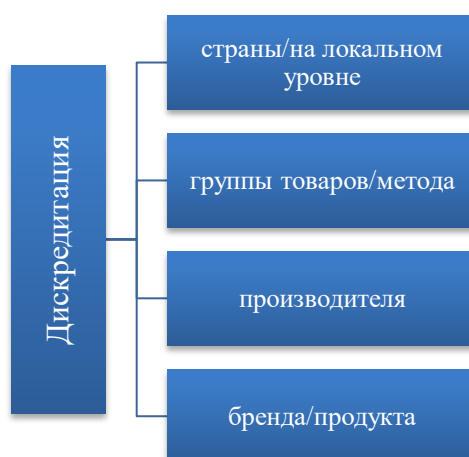 Дискредитация
страны/на локальном
уровне
группы товаров/метода
производителя
бренда/продукта